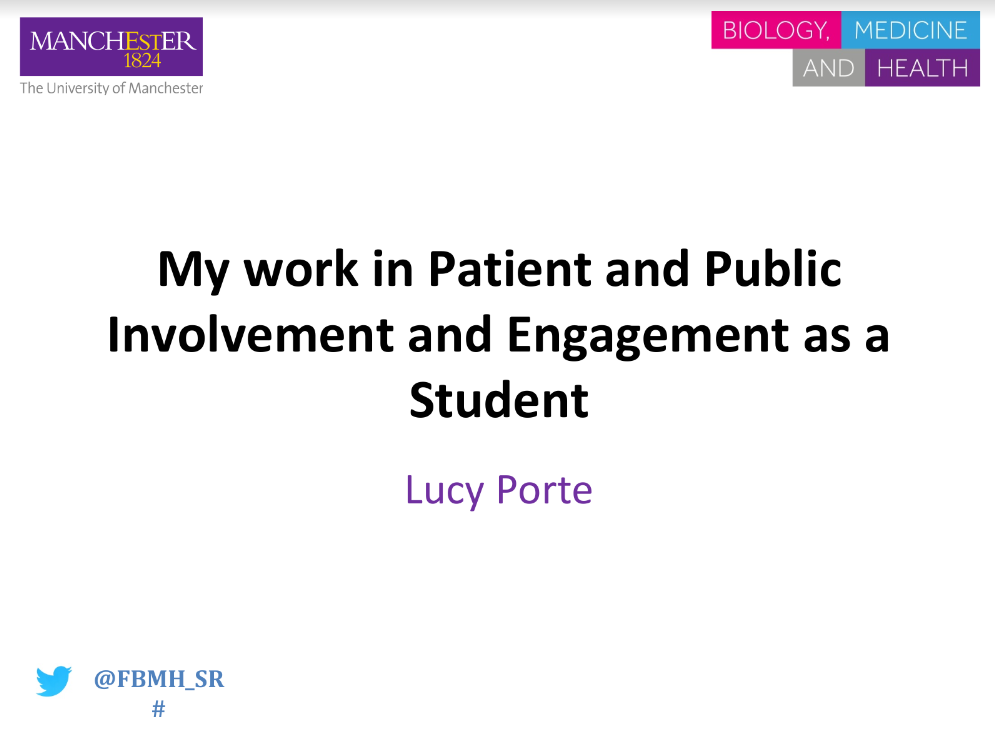 MANCHESTER
1824
The University of Manchester
BIOLOGY, MEDICINE
AND HEALTH
My work in Patient and Public
Involvement and Engagement as a
Student
Lucy Porte
@FBMH_SR
#